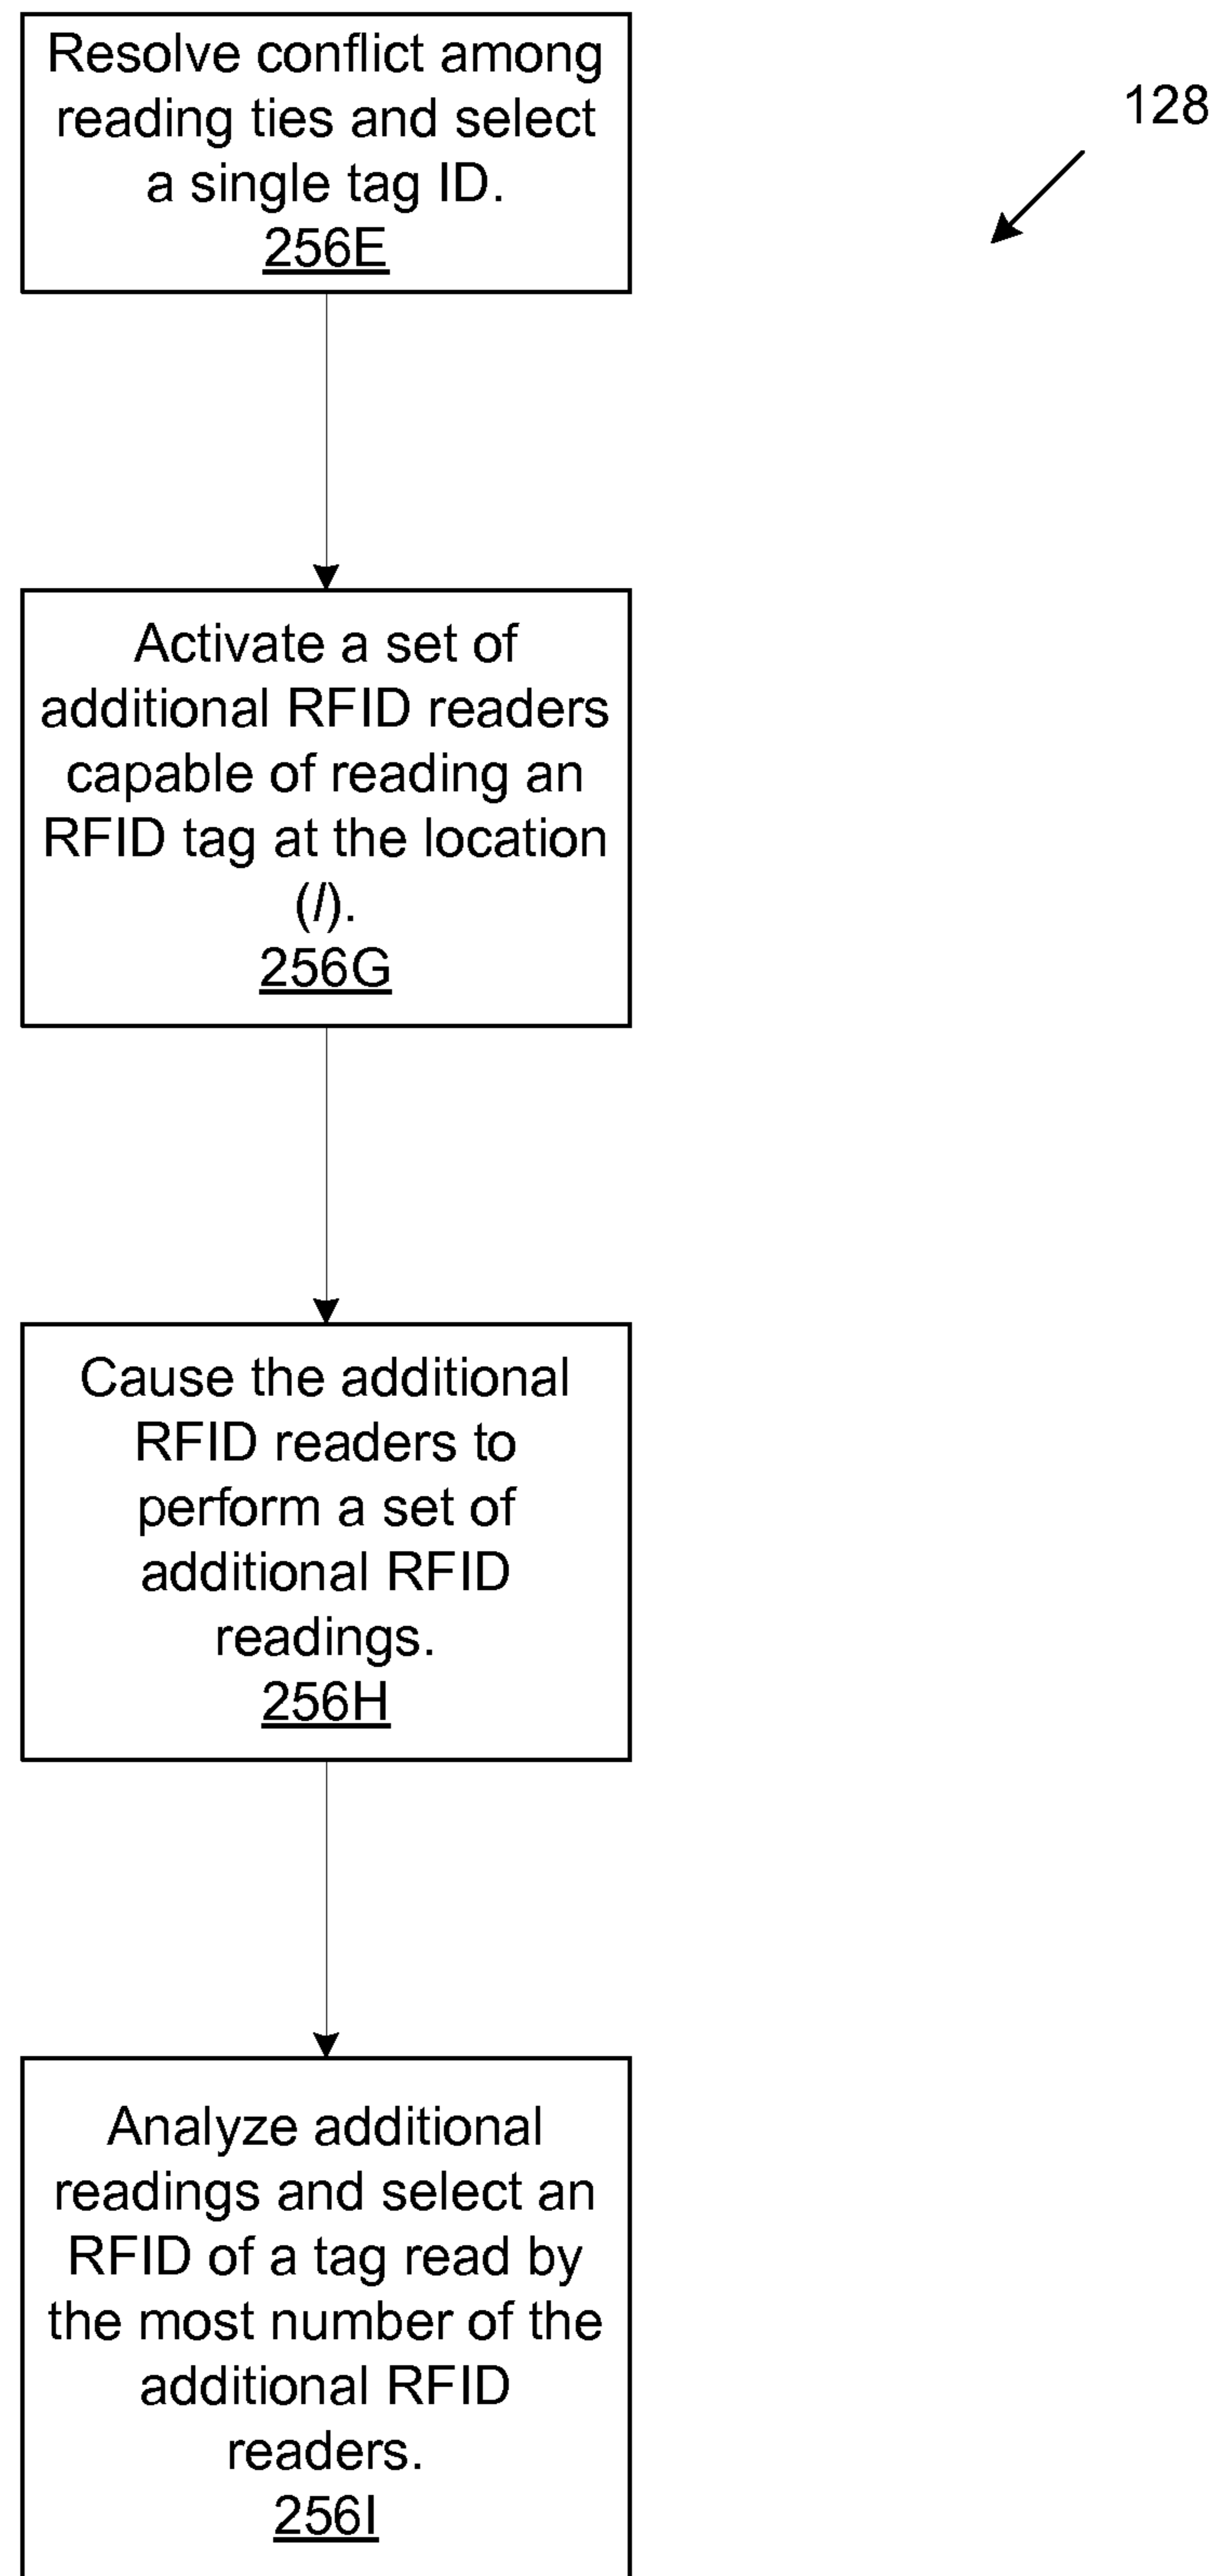 Resolve conflict among
reading ties and select
a single tag ID.
256E
128
Activate a set of
additional RFID readers
capable of reading an
RFID tag at the location
(l).
256G
Cause the additional
RFID readers to
perform a set of
additional RFID
readings.
256H
Analyze additional
readings and select an
RFID of a tag read by
the most number of the
additional RFID
readers.
256I